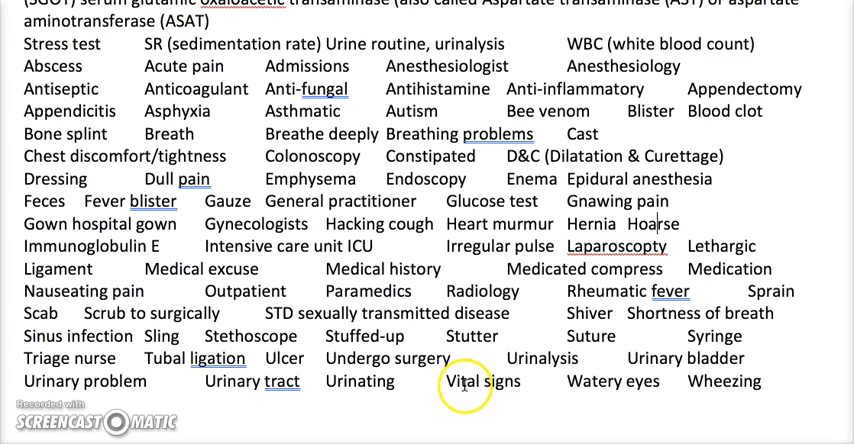 (SGOT) serum glutamic oxaloacetic transaminase (also called Aspartate transaminase (AST) or aspartate
aminotransferase (ASAT)
Stress test SR (sedimentation rate) Urine routine, urinalysis WBC (white blood count)
Abscess Acute pain Admissions Anesthesiologist Anesthesiology
Antiseptic Anticoagulant Anti-fungal Antihistamine Anti-inflammatory Appendectomy
Appendicitis Asphyxia Asthmatic Autism Bee venom Blister Blood clot
Bone splint Breath Breathe deeply Breathing problems Cast
Chest discomfort/tightness Colonoscopy Constipated D&C (Dilatation & Curettage)
Dressing Dull pain Emphysema Endoscopy Enema Epidural anesthesia
Feces Fever blister Gauze General practitioner Glucose test Gnawing pain
Gown hospital gown Gynecologists Hacking cough Heart murmur Hernia Hoarse
Immunoglobulin E Intensive care unit ICU Irregular pulse Laparoscopty Lethargic
Ligament Medical excuse Medical history Medicated compress Medication
Nauseating pain Outpatient Paramedics Radiology Rheumatic fever Sprain
Scab Scrub to surgically STD sexually transmitted disease Shiver Shortness of breath
Sinus infection Sling Stethoscope Stuffed-up Stutter Suture Syringe
Triage nurse Tubal ligation Ulcer Undergo surgery Urinalysis Urinary bladder
Urinary problem Urinary tract Urinating Vital signs Watery eyes Wheezing
Recorded with
SCREENCAST-O-MATIC